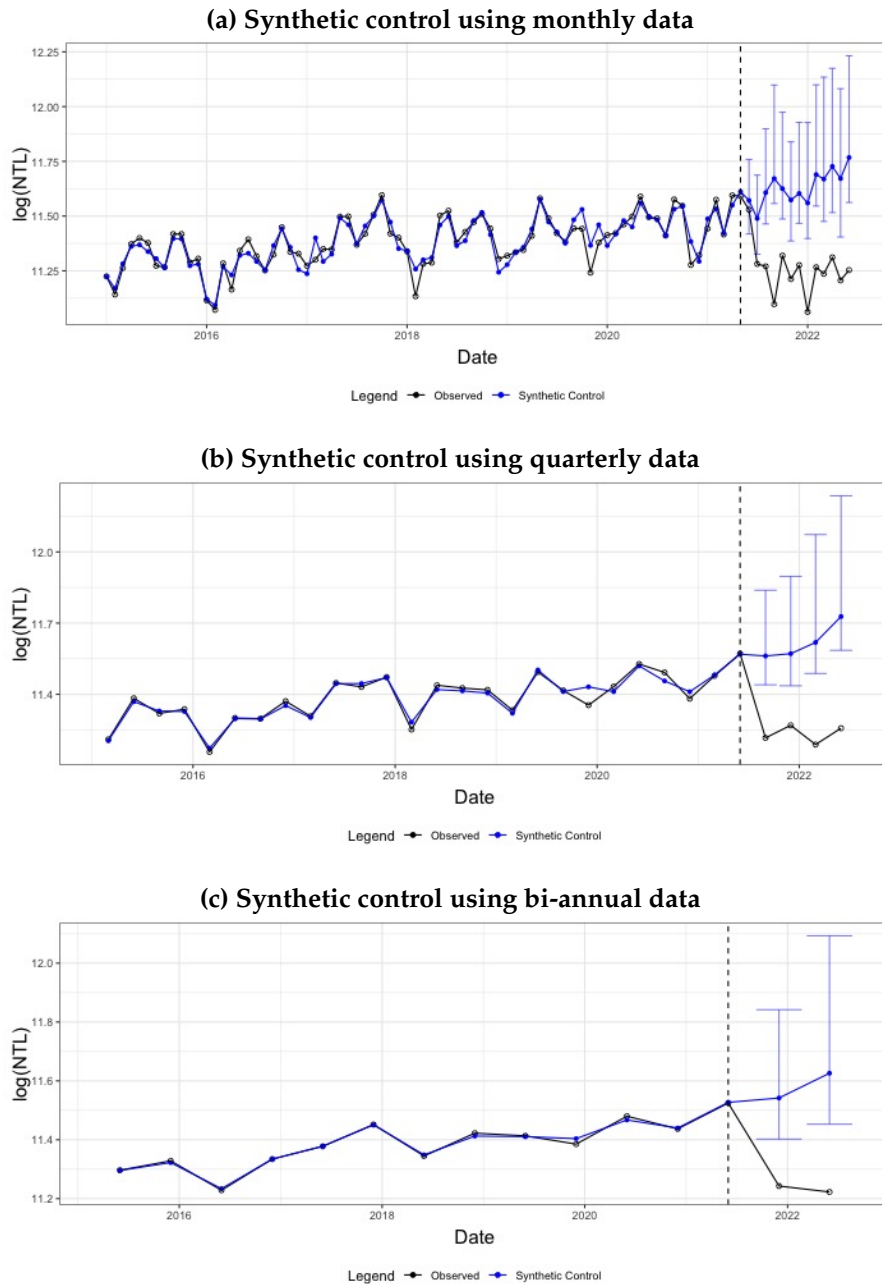 (a) Synthetic control using monthly data
12.25
12.00
11.75
11.50
11.25
log(NTL)
2016 2018 2020 2022
Date
Legend Observed Synthetic Control
(b) Synthetic control using quarterly data
12.0
11.7
11.4
log(NTL)
2016 2018 2020 2022
Date
Legend Observed Synthetic Control
(c) Synthetic control using bi-annual data
12.0
11.8
11.6
11.4
11.2
log(NTL)
2016 2018 2020 2022
Date
Legend Observed Synthetic Control